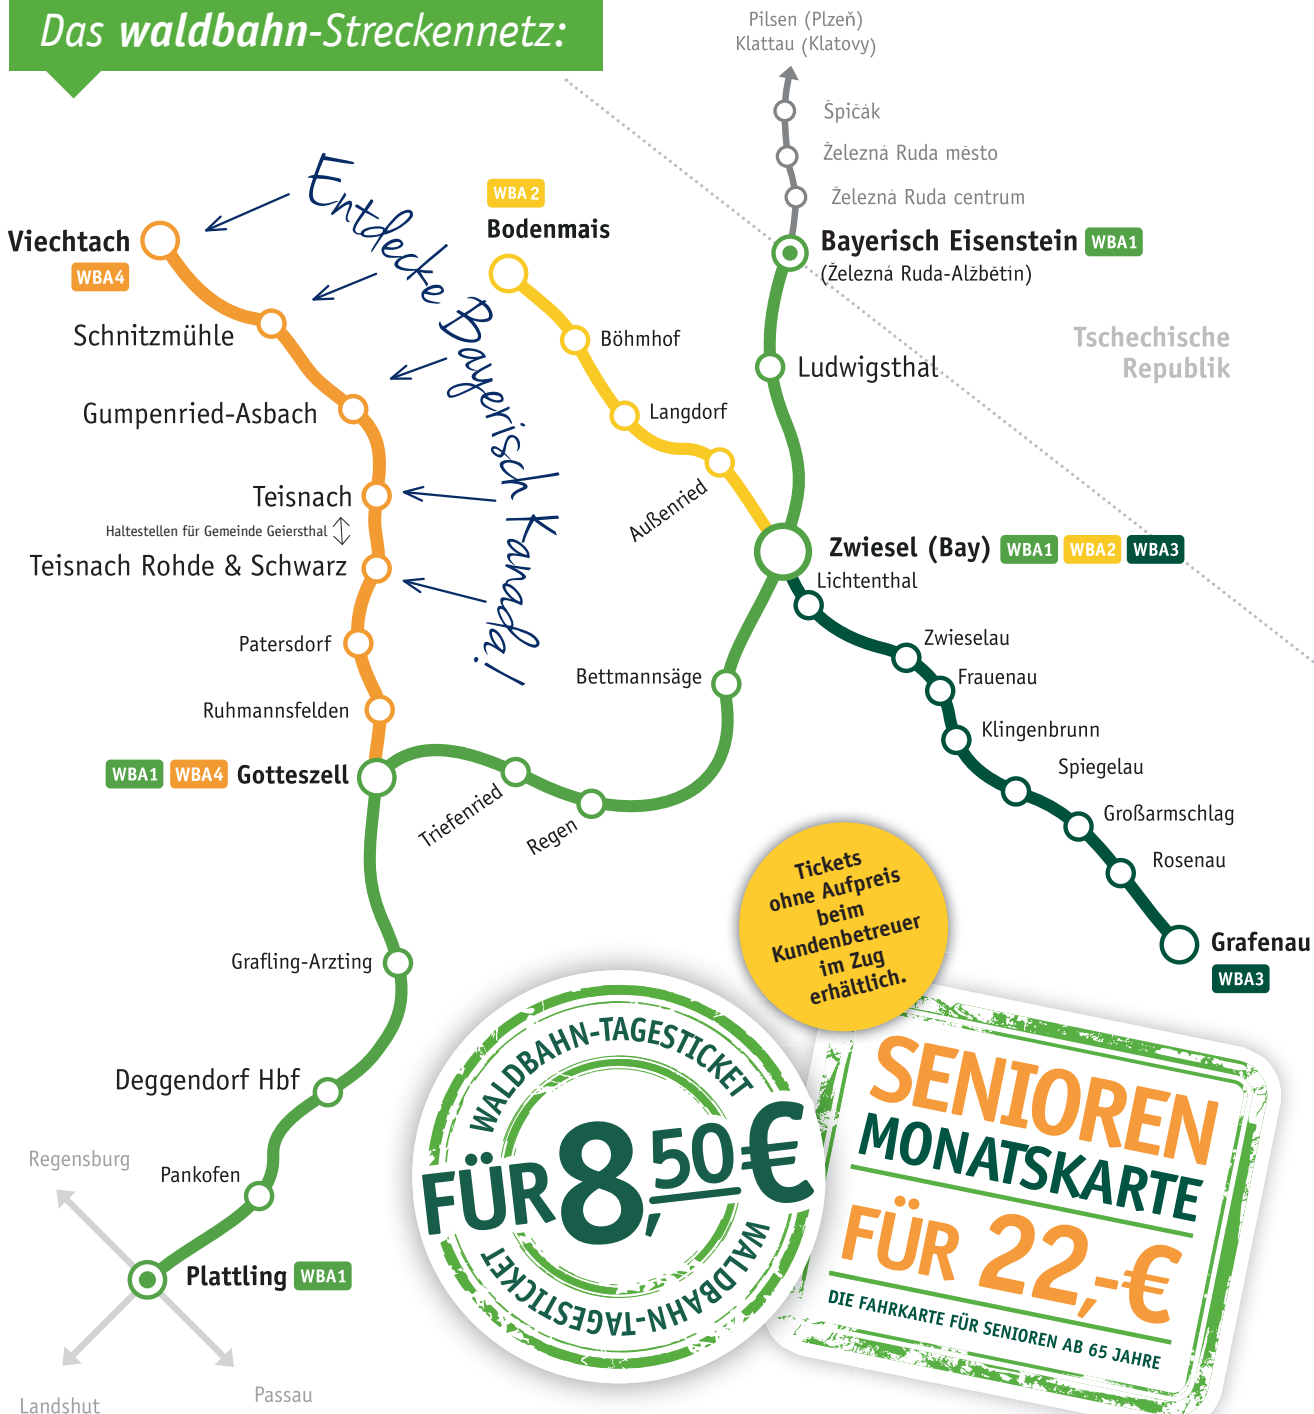 Das waldbahn-Streckennetz:
Pilsen (Plzeň)
Klattau (Klatovy)
Špičák
Železná Ruda město
Železná Ruda centrum
Bayerisch Eisenstein WBA1
(Železná Ruda-Alžbětín)
Tschechische
Republik
Ludwigsthal
WBA 2
Bodenmais
Böhmhof
Langdorf
Außenried
Entdecke Bayerisch Kanada!
Viechtach
WBA4
Schnitzmühle
Gumpenried-Asbach
Teisnach
Haltestellen für Gemeinde Geiersthal
Teisnach Rohde & Schwarz
Patersdorf
Ruhmannsfelden
WBA1 WBA4 Gotteszell
Zwiesel (Bay) WBA1 WBA2 WBA3
Lichtenthal
Zwieselau
Frauenau
Klingenbrunn
Spiegelau
Großarmschlag
Rosenau
Grafenau
WBA3
Bettmannsäge
Triefenried
Regen
Grafling-Arzting
Deggendorf Hbf
Pankofen
Plattling WBA1
Regensburg
Landshut
Passau
Tickets
ohne Aufpreis
beim
Kundenbetreuer
im Zug
erhältlich.
WALDBAHN-TAGESTICKET
FÜR 8,50 €
WALDBAHN-TAGESTICKET
SENIOREN
MONATSKARTE
FÜR 22,-€
DIE FAHRKARTE FÜR SENIOREN AB 65 JAHRE